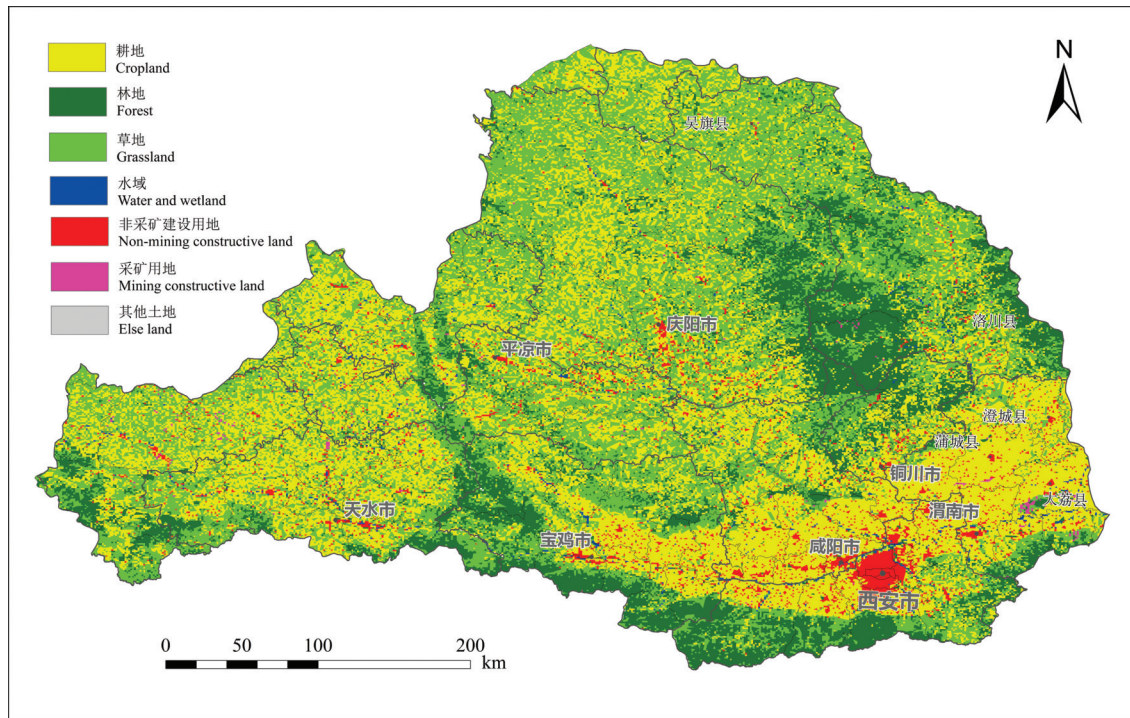 耕地
Cropland
林地
Forest
草地
Grassland
水域
Water and wetland
非采矿建设用地
Non-mining constructive land
采矿用地
Mining constructive land
其他土地
Else land
N
吴旗县
庆阳市
洛川县
平凉市
澄城县
蒲城县
铜川市
大荔县
天水市
渭南市
宝鸡市
咸阳市
西安市
0 50 100 200
km